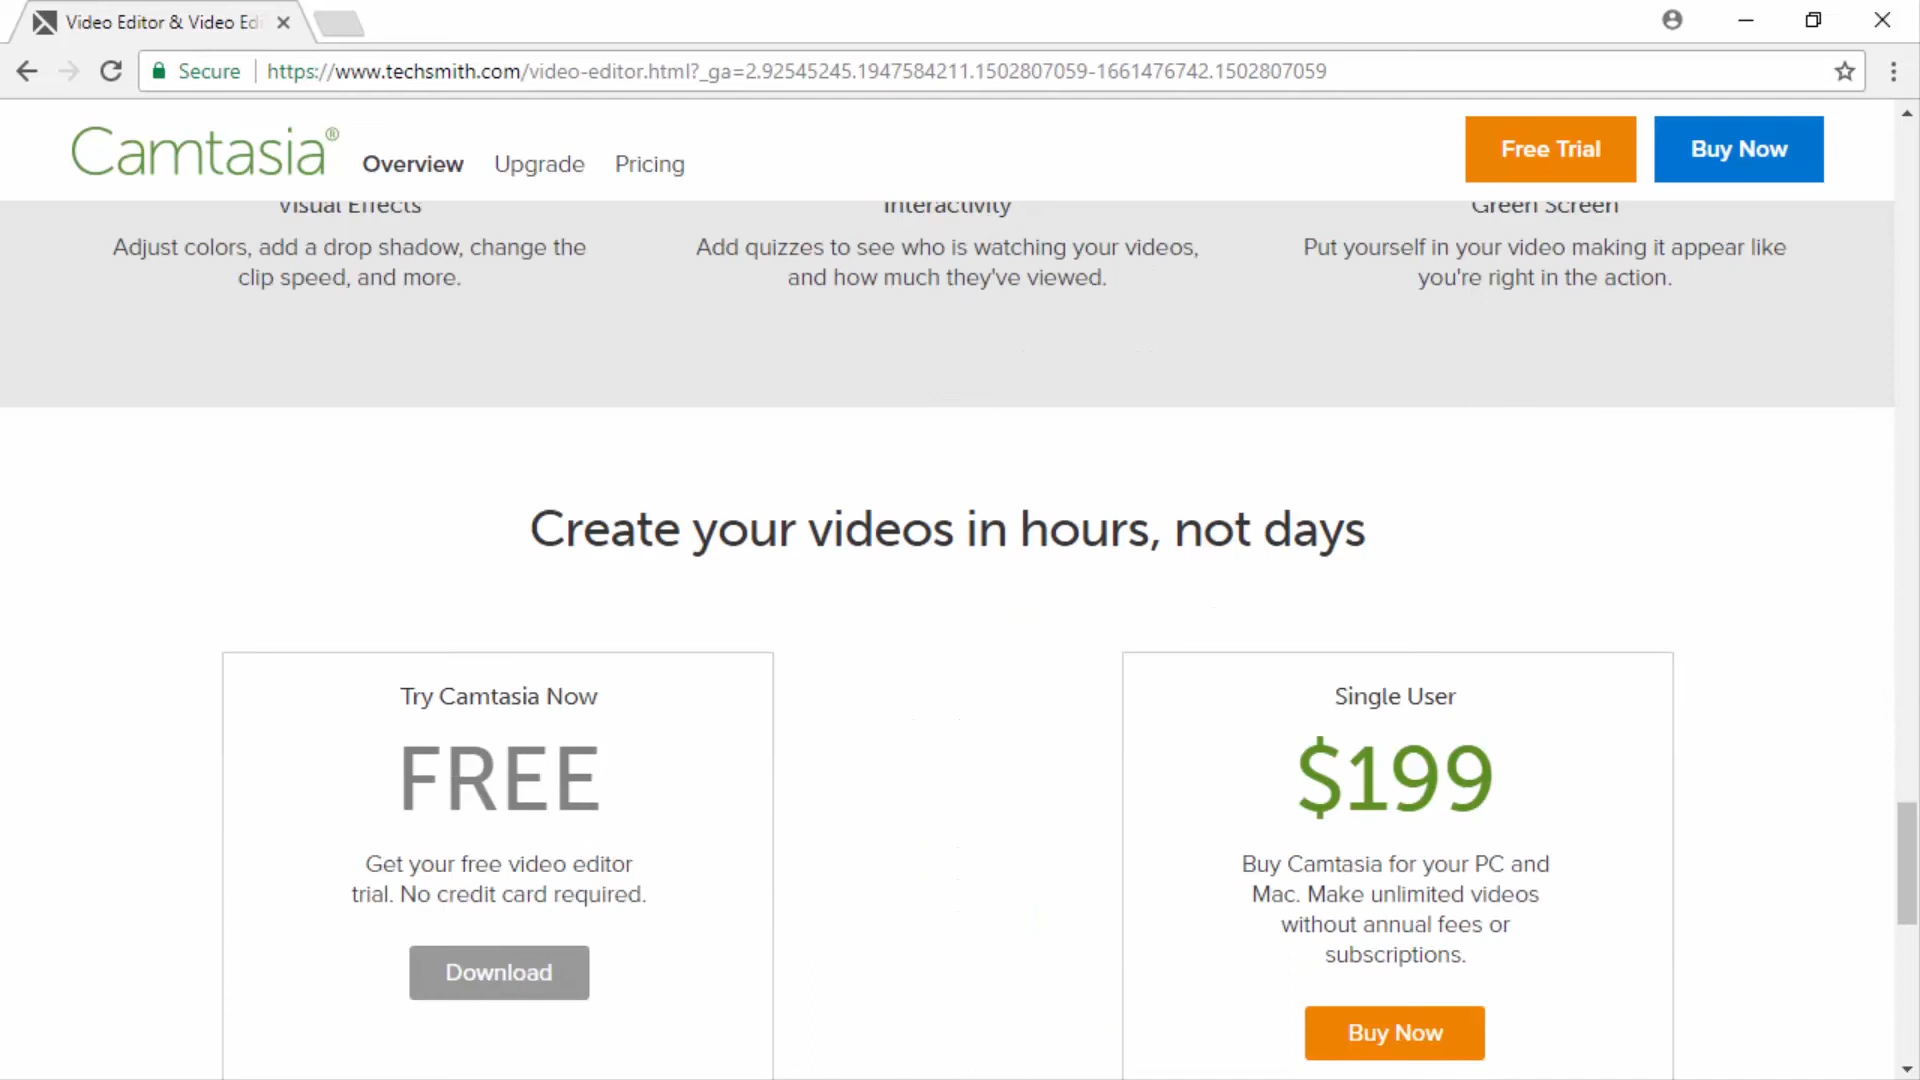 Video Editor & Video Ed
Secure
https://www.techsmith.com/video-editor.html?_ga=2.92545245.1947584211.1502807059-1661476742.1502807059
Camtasia®
Overview
Upgrade
Pricing
Free Trial
Buy Now
Visual Effects
Interactivity
Green Screen
Adjust colors, add a drop shadow, change the
clip speed, and more.
Add quizzes to see who is watching your videos,
and how much they've viewed.
Put yourself in your video making it appear like
you're right in the action.
Create your videos in hours, not days
Try Camtasia Now
FREE
Get your free video editor
trial. No credit card required.
Download
Single User
$199
Buy Camtasia for your PC and
Mac. Make unlimited videos
without annual fees or
subscriptions.
Buy Now